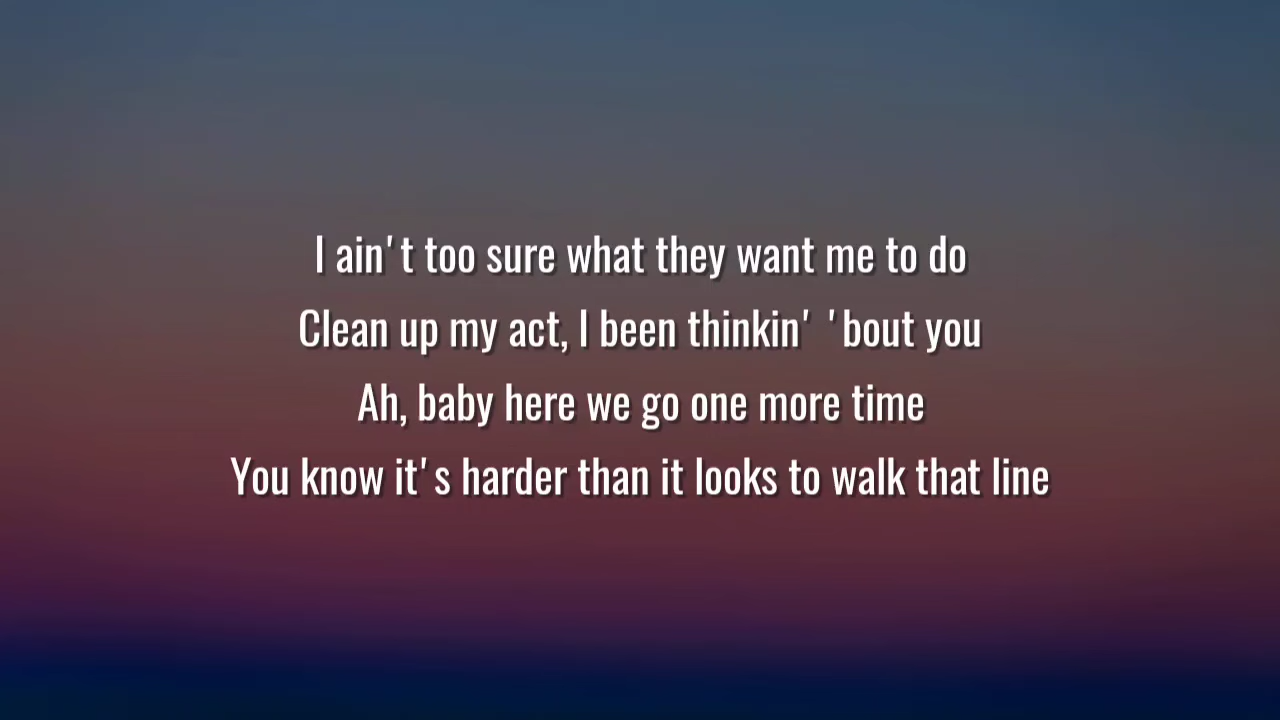 I ain't too sure what they want me to do
Clean up my act, I been thinkin' 'bout you
Ah, baby here we go one more time
You know it's harder than it looks to walk that line